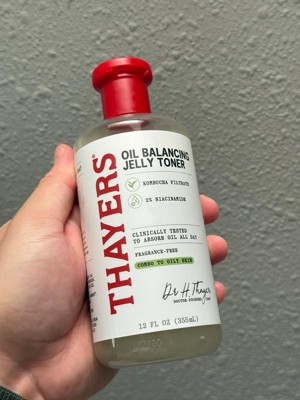 THAYERS®
OIL BALANCING
JELLY TONER
KOMBUCHA FILTRATE
2% NIACINAMIDE
CLINICALLY TESTED
TO ABSORB OIL ALL DAY
FRAGRANCE-FREE
COMBO TO OILY SKIN
Dr. H. Thayer
12 FL OZ (355mL)